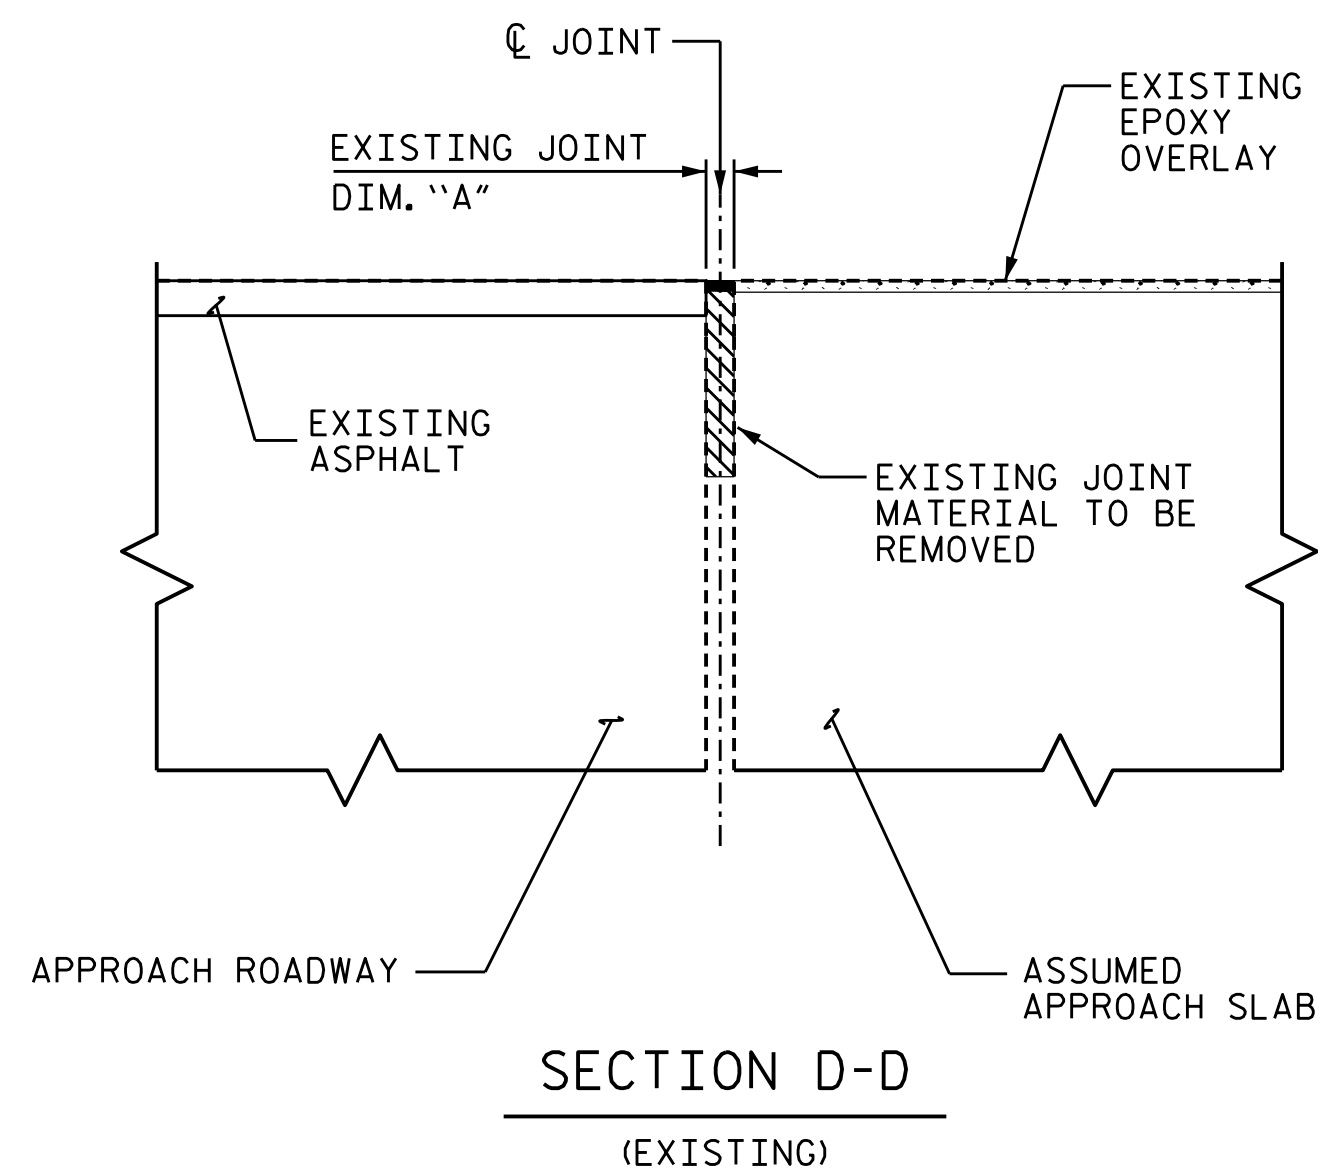 ℄ JOINT
EXISTING
EPOXY
OVERLAY
EXISTING JOINT
DIM. "A"
EXISTING
ASPHALT
EXISTING JOINT
MATERIAL TO BE
REMOVED
APPROACH ROADWAY
ASSUMED
APPROACH SLAB
SECTION D-D
(EXISTING)